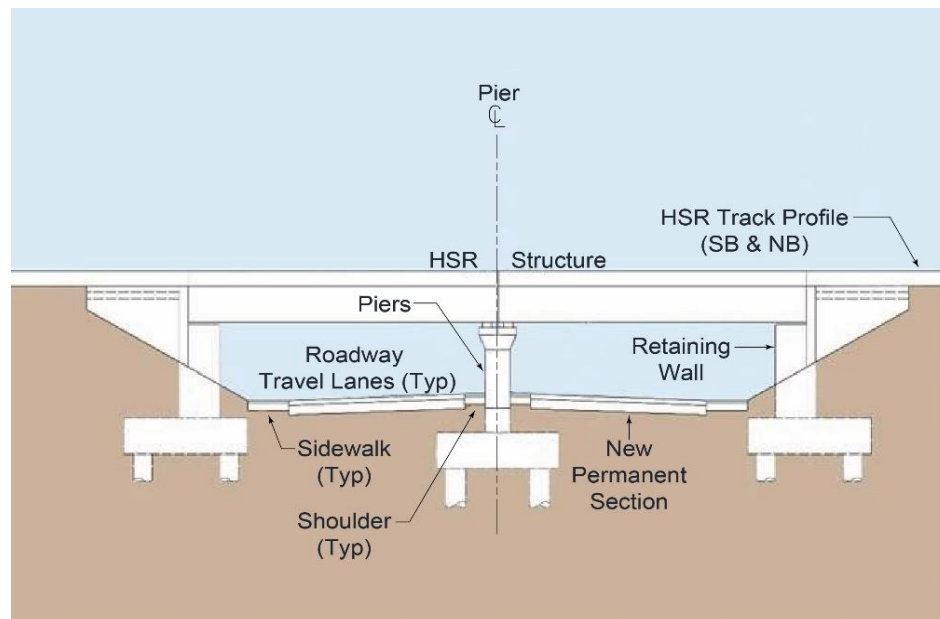 Pier
℄
HSR Track Profile
(SB & NB)
HSR Structure
Piers
Roadway
Travel Lanes (Typ)
Retaining
Wall
Sidewalk
(Typ)
New
Permanent
Section
Shoulder
(Typ)